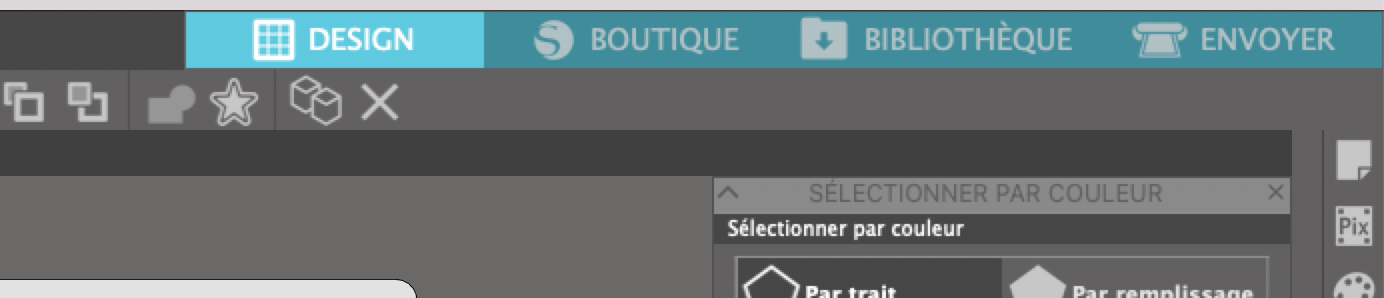 DESIGN BOUTIQUE BIBLIOTHÈQUE ENVOYER
SÉLECTIONNER PAR COULEUR
Pix
Sélectionner par couleur
Par trait Par remplissage